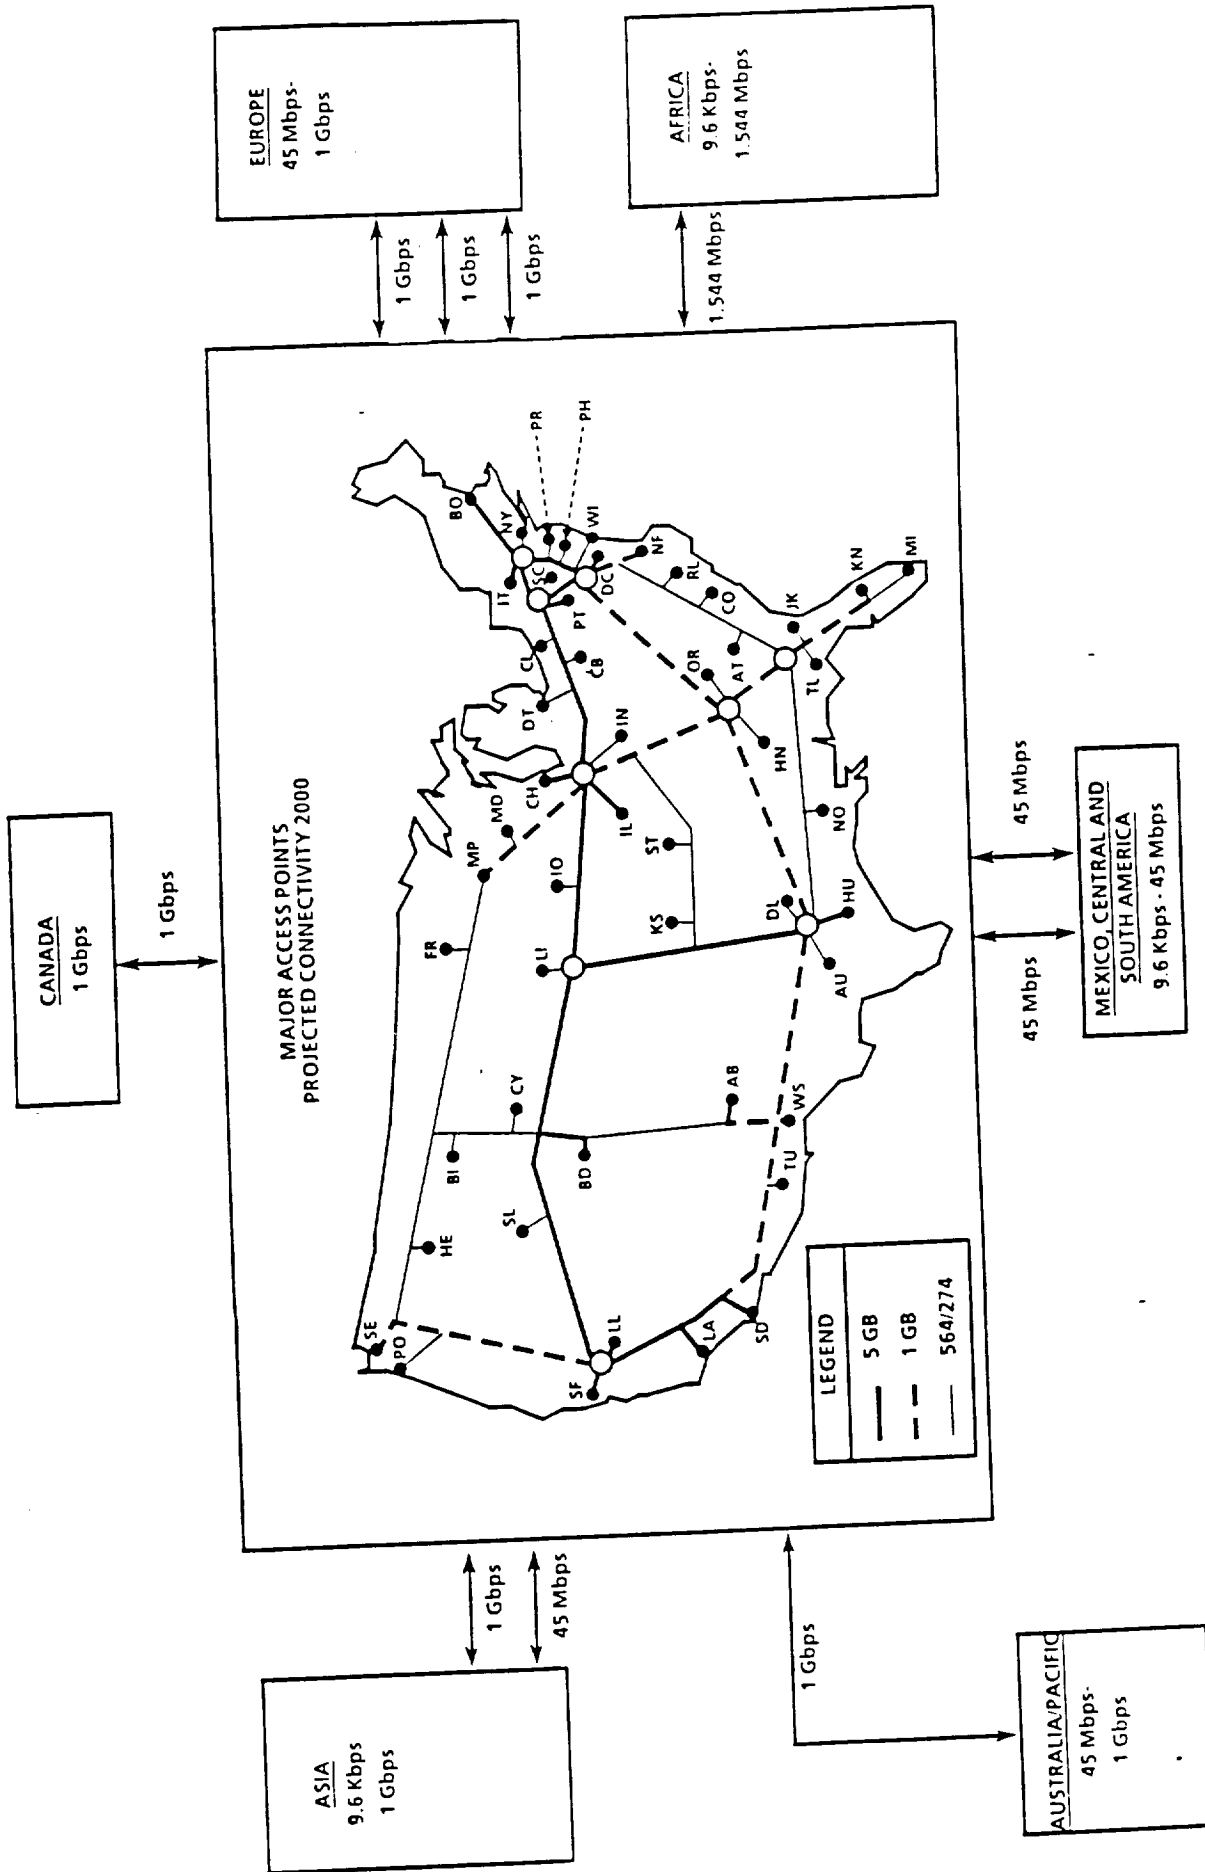 CANADA
1 Gbps
1 Gbps
ASIA
9.6 Kbps
1 Gbps
1 Gbps
45 Mbps
AUSTRALIA/PACIFIC
45 Mbps-
1 Gbps
1 Gbps
MAJOR ACCESS POINTS
PROJECTED CONNECTIVITY 2000
SE
PO
HE
BI
CY
FR
MP
MD
SL
BD
LI
IO
CH
DT
CL
CB
IT
SC
PT
NY
BO
PR
PH
WI
DC
NF
RL
CO
AT
OR
HN
JK
TL
KN
MI
IN
IL
ST
KS
DL
HU
AU
NO
AB
WS
TU
SF
LL
LA
SD
LEGEND
5 GB
1 GB
564/274
EUROPE
45 Mbps-
1 Gbps
1 Gbps
1 Gbps
1 Gbps
AFRICA
9.6 Kbps-
1.544 Mbps
1.544 Mbps
45 Mbps
45 Mbps
MEXICO, CENTRAL AND
SOUTH AMERICA
9.6 Kbps - 45 Mbps